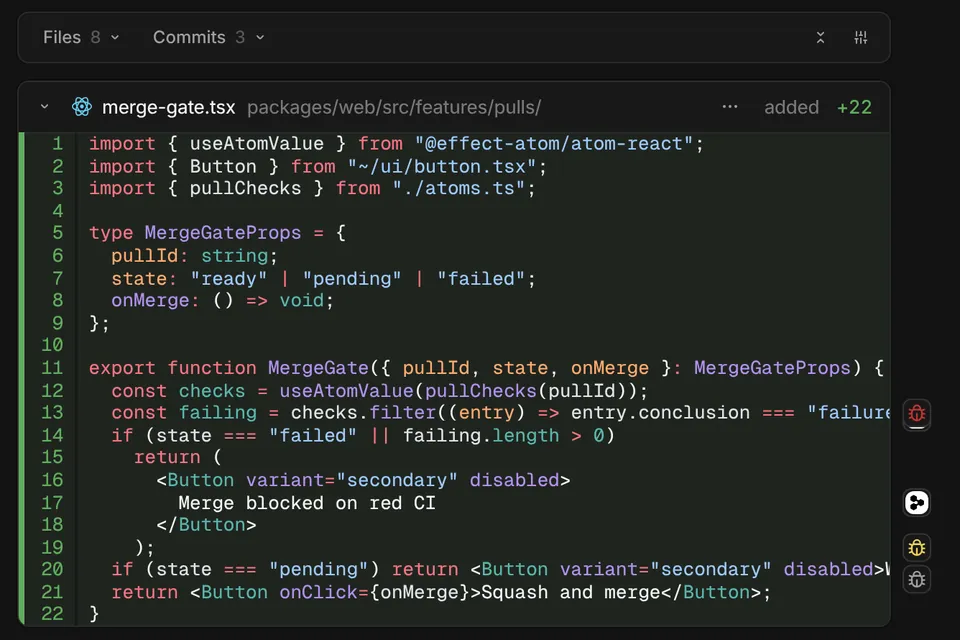 Files 8 Commits 3
merge-gate.tsx packages/web/src/features/pulls/ ... added +22
1 import { useAtomValue } from "@effect-atom/atom-react";
2 import { Button } from "~/ui/button.tsx";
3 import { pullChecks } from "./atoms.ts";
4
5 type MergeGateProps = {
6 pullId: string;
7 state: "ready" | "pending" | "failed";
8 onMerge: () => void;
9 };
10
11 export function MergeGate({ pullId, state, onMerge }: MergeGateProps) {
12 const checks = useAtomValue(pullChecks(pullId));
13 const failing = checks.filter((entry) => entry.conclusion === "failure
14 if (state === "failed" || failing.length > 0)
15 return (
16 <Button variant="secondary" disabled>
17 Merge blocked on red CI
18 </Button>
19 );
20 if (state === "pending") return <Button variant="secondary" disabled>
21 return <Button onClick={onMerge}>Squash and merge</Button>;
22 }